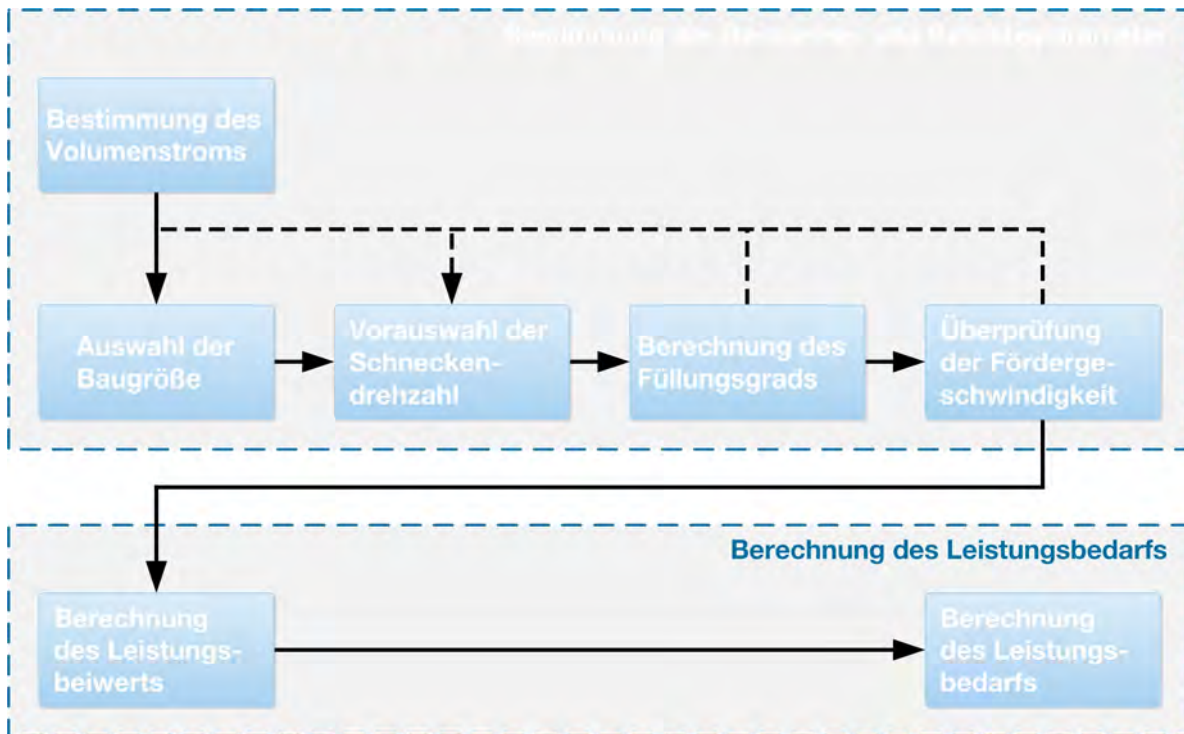 Bestimmung des
Volumenstroms
Auswahl der
Baugröße
Vorauswahl der
Schnecken-
drehzahl
Berechnung des
Füllungsgrads
Überprüfung
der Förderge-
schwindigkeit
Berechnung des Leistungsbedarfs
Berechnung
des Leistungs-
beiwerts
Berechnung
des Leistungs-
bedarfs